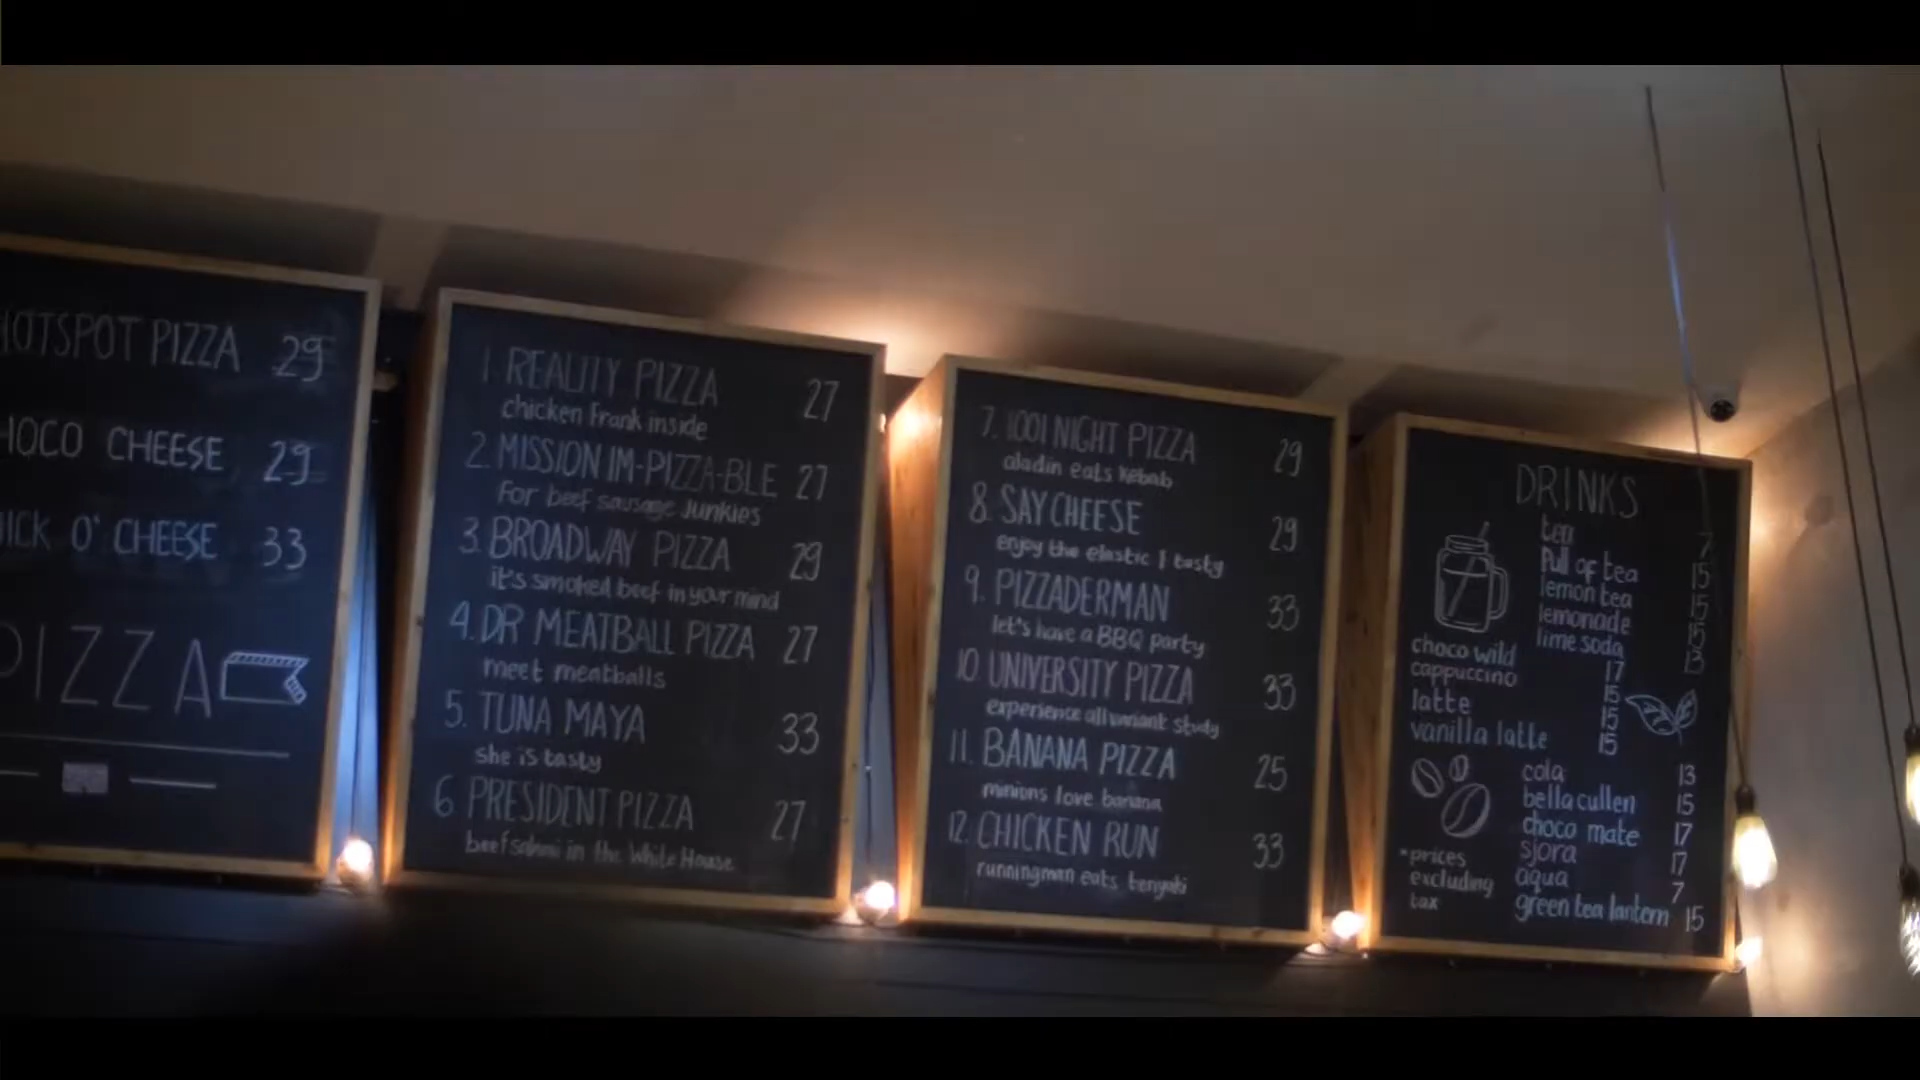 HOTSPOT PIZZA 29
HOCO CHEESE 29
ICK O' CHEESE 33
PIZZA
1. REALITY PIZZA 27
chicken Frank inside
2. MISSION IM-PIZZA-BLE 27
For beef sausage Junkies
3. BROADWAY PIZZA 29
it's smoked beef in your mind
4. DR MEATBALL PIZZA 27
meet meatballs
5. TUNA MAYA 33
she is tasty
6 PRESIDENT PIZZA 27
beef salami in the White House
7. 1001 NIGHT PIZZA 29
aladin eats kebab
8. SAY CHEESE 29
enjoy the elastic & tasty
9. PIZZADERMAN 33
let's have a BBQ party
10. UNIVERSITY PIZZA 33
experience all variant study
11. BANANA PIZZA 25
minions love banana
12. CHICKEN RUN 33
runningman eats teriyaki
DRINKS
tea 7
Pull of tea 15
lemon tea 15
lemonade 15
lime soda 13
choco wild 17
cappuccino 15
latte 15
vanilla latte 15
cola 13
bella cullen 15
choco mate 17
sjora 17
aqua 7
green tea lantern 15
*prices
excluding
tax